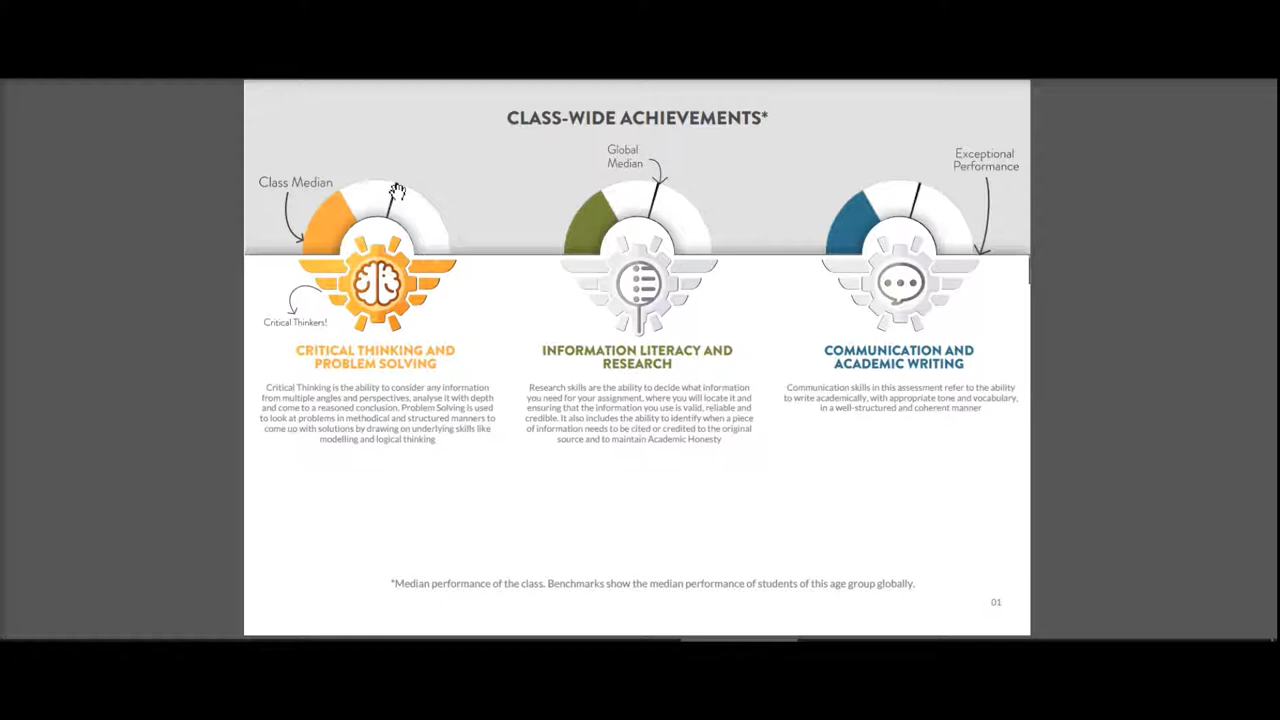 CLASS-WIDE ACHIEVEMENTS*
Class Median
Global
Median
Exceptional
Performance
Critical Thinkers!
CRITICAL THINKING AND
PROBLEM SOLVING
Critical Thinking is the ability to consider any information
from multiple angles and perspectives, analyse it with depth
and come to a reasoned conclusion. Problem Solving is used
to look at problems in methodical and structured manners to
come up with solutions by drawing on underlying skills like
modelling and logical thinking
INFORMATION LITERACY AND
RESEARCH
Research skills are the ability to decide what information
you need for your assignment, where you will locate it and
ensuring that the information you use is valid, reliable and
credible. It also includes the ability to identify when a piece
of information needs to be cited or credited to the original
source and to maintain Academic Honesty
COMMUNICATION AND
ACADEMIC WRITING
Communication skills in this assessment refer to the ability
to write academically, with appropriate tone and vocabulary,
in a well-structured and coherent manner
*Median performance of the class. Benchmarks show the median performance of students of this age group globally.
01